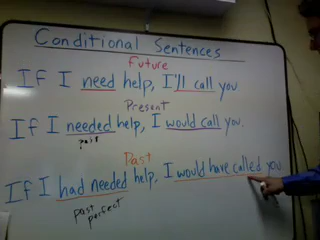 Conditional Sentences
Future
If I need help, I'll call you
Present
If I needed help, I would call you.
past
Past
If I had needed help, I would have called you
past
perfect